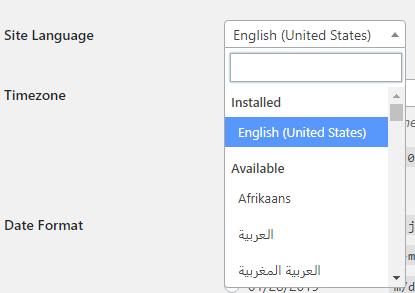 Site Language
English (United States)
Installed
Timezone
English (United States)
Available
Afrikaans
العربية
Date Format
العربية المغربية